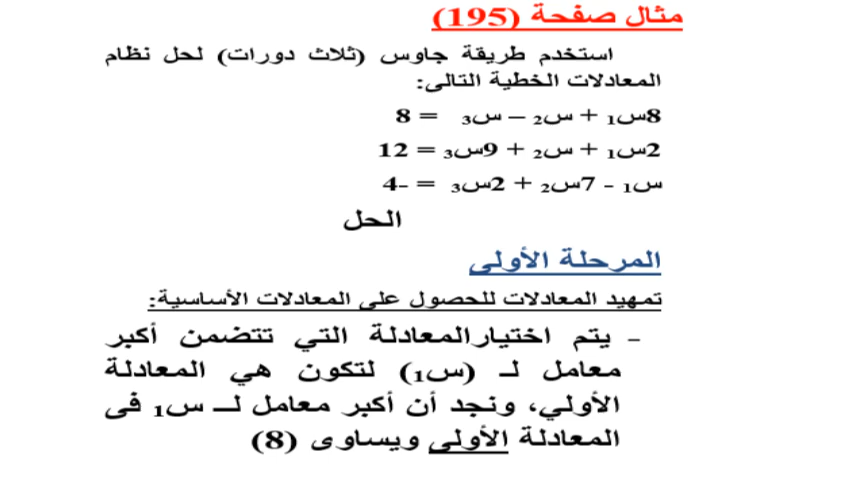 مثال صفحة (195)
استخدم طريقة جاوس (ثلاث دورات) لحل نظام
المعادلات الخطية التالى:
8س1 + س2 – س3 = 8
2س1 + س2 + 9س3 = 12
س1 - 7س2 + 2س3 = -4
الحل
المرحلة الأولى
تمهيد المعادلات للحصول على المعادلات الأساسية:
- يتم اختيار المعادلة التي تتضمن أكبر
معامل لـ (س1) لتكون هي المعادلة
الأولي، ونجد أن أكبر معامل لـ س1 فى
المعادلة الأولى ويساوى (8)